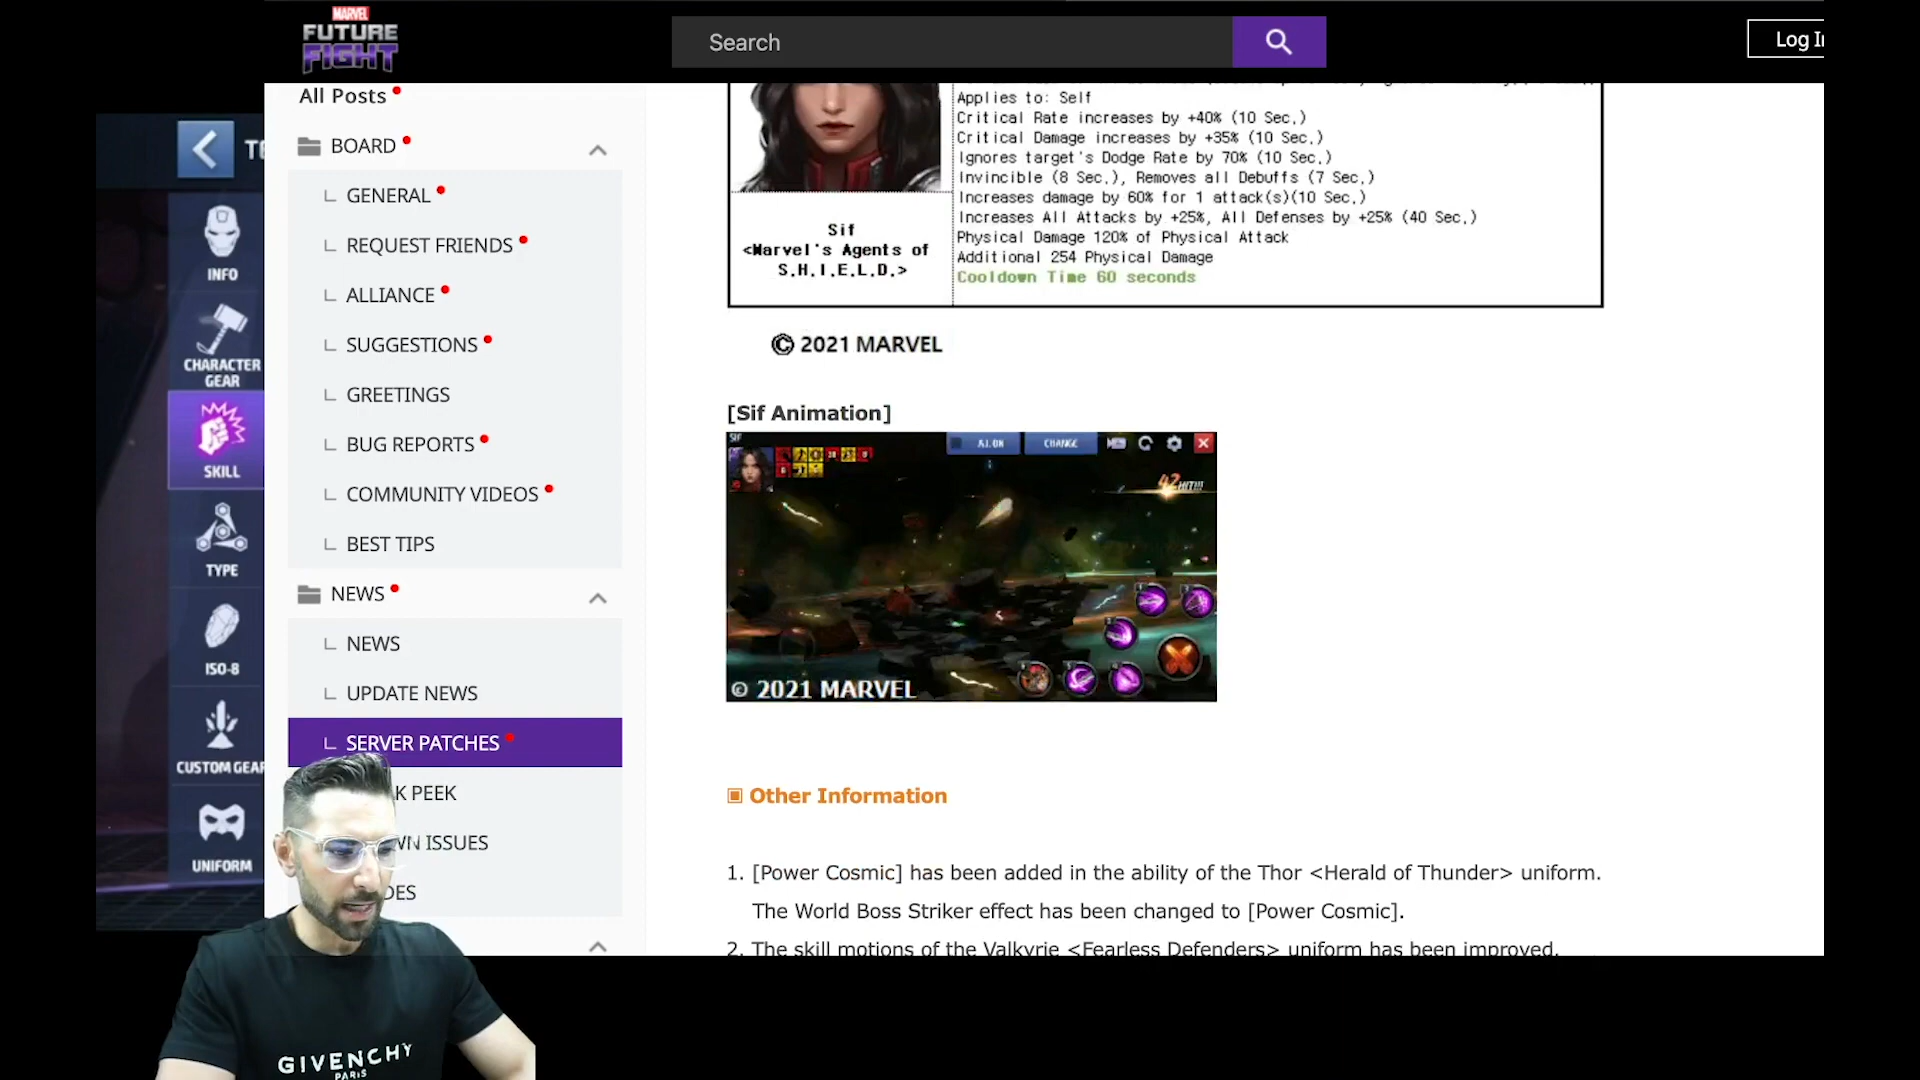 MARVEL
FUTURE
FIGHT
Search
Log In
All Posts
BOARD
GENERAL
REQUEST FRIENDS
ALLIANCE
SUGGESTIONS
GREETINGS
BUG REPORTS
COMMUNITY VIDEOS
BEST TIPS
NEWS
NEWS
UPDATE NEWS
SERVER PATCHES
K PEEK
WN ISSUES
DES
INFO
CHARACTER
GEAR
SKILL
TYPE
ISO-8
CUSTOM GEAR
UNIFORM
Applies to: Self
Critical Rate increases by +40% (10 Sec.)
Critical Damage increases by +35% (10 Sec.)
Ignores target's Dodge Rate by 70% (10 Sec.)
Invincible (8 Sec.), Removes all Debuffs (7 Sec.)
Increases damage by 60% for 1 attack(s)(10 Sec.)
Increases All Attacks by +25%, All Defenses by +25% (40 Sec.)
Physical Damage 120% of Physical Attack
Additional 254 Physical Damage
Cooldown Time 60 seconds
Sif
<Marvel's Agents of
S.H.I.E.L.D.>
© 2021 MARVEL
[Sif Animation]
SIF
A.I. ON
CHANGE
42 HIT!!!
© 2021 MARVEL
Other Information
1. [Power Cosmic] has been added in the ability of the Thor <Herald of Thunder> uniform.
The World Boss Striker effect has been changed to [Power Cosmic].
2. The skill motions of the Valkyrie <Fearless Defenders> uniform has been improved.
GIVENCHY
PARIS